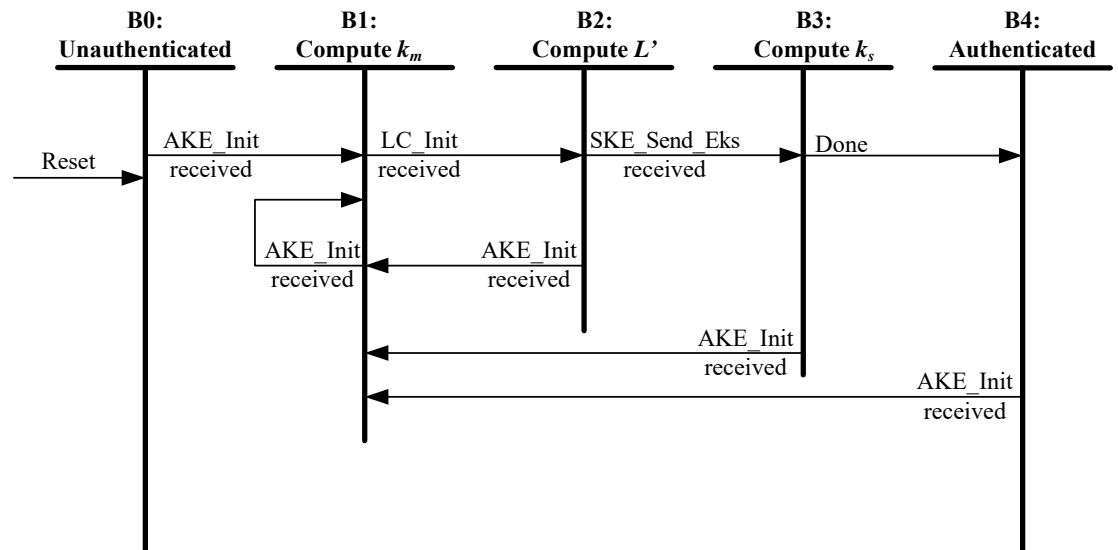 B0:
Unauthenticated
B1:
Compute k_m
B2:
Compute L’
B3:
Compute k_s
B4:
Authenticated
Reset
AKE_Init
received
LC_Init
received
SKE_Send_Eks
received
Done
AKE_Init
received
AKE_Init
received
AKE_Init
received
AKE_Init
received